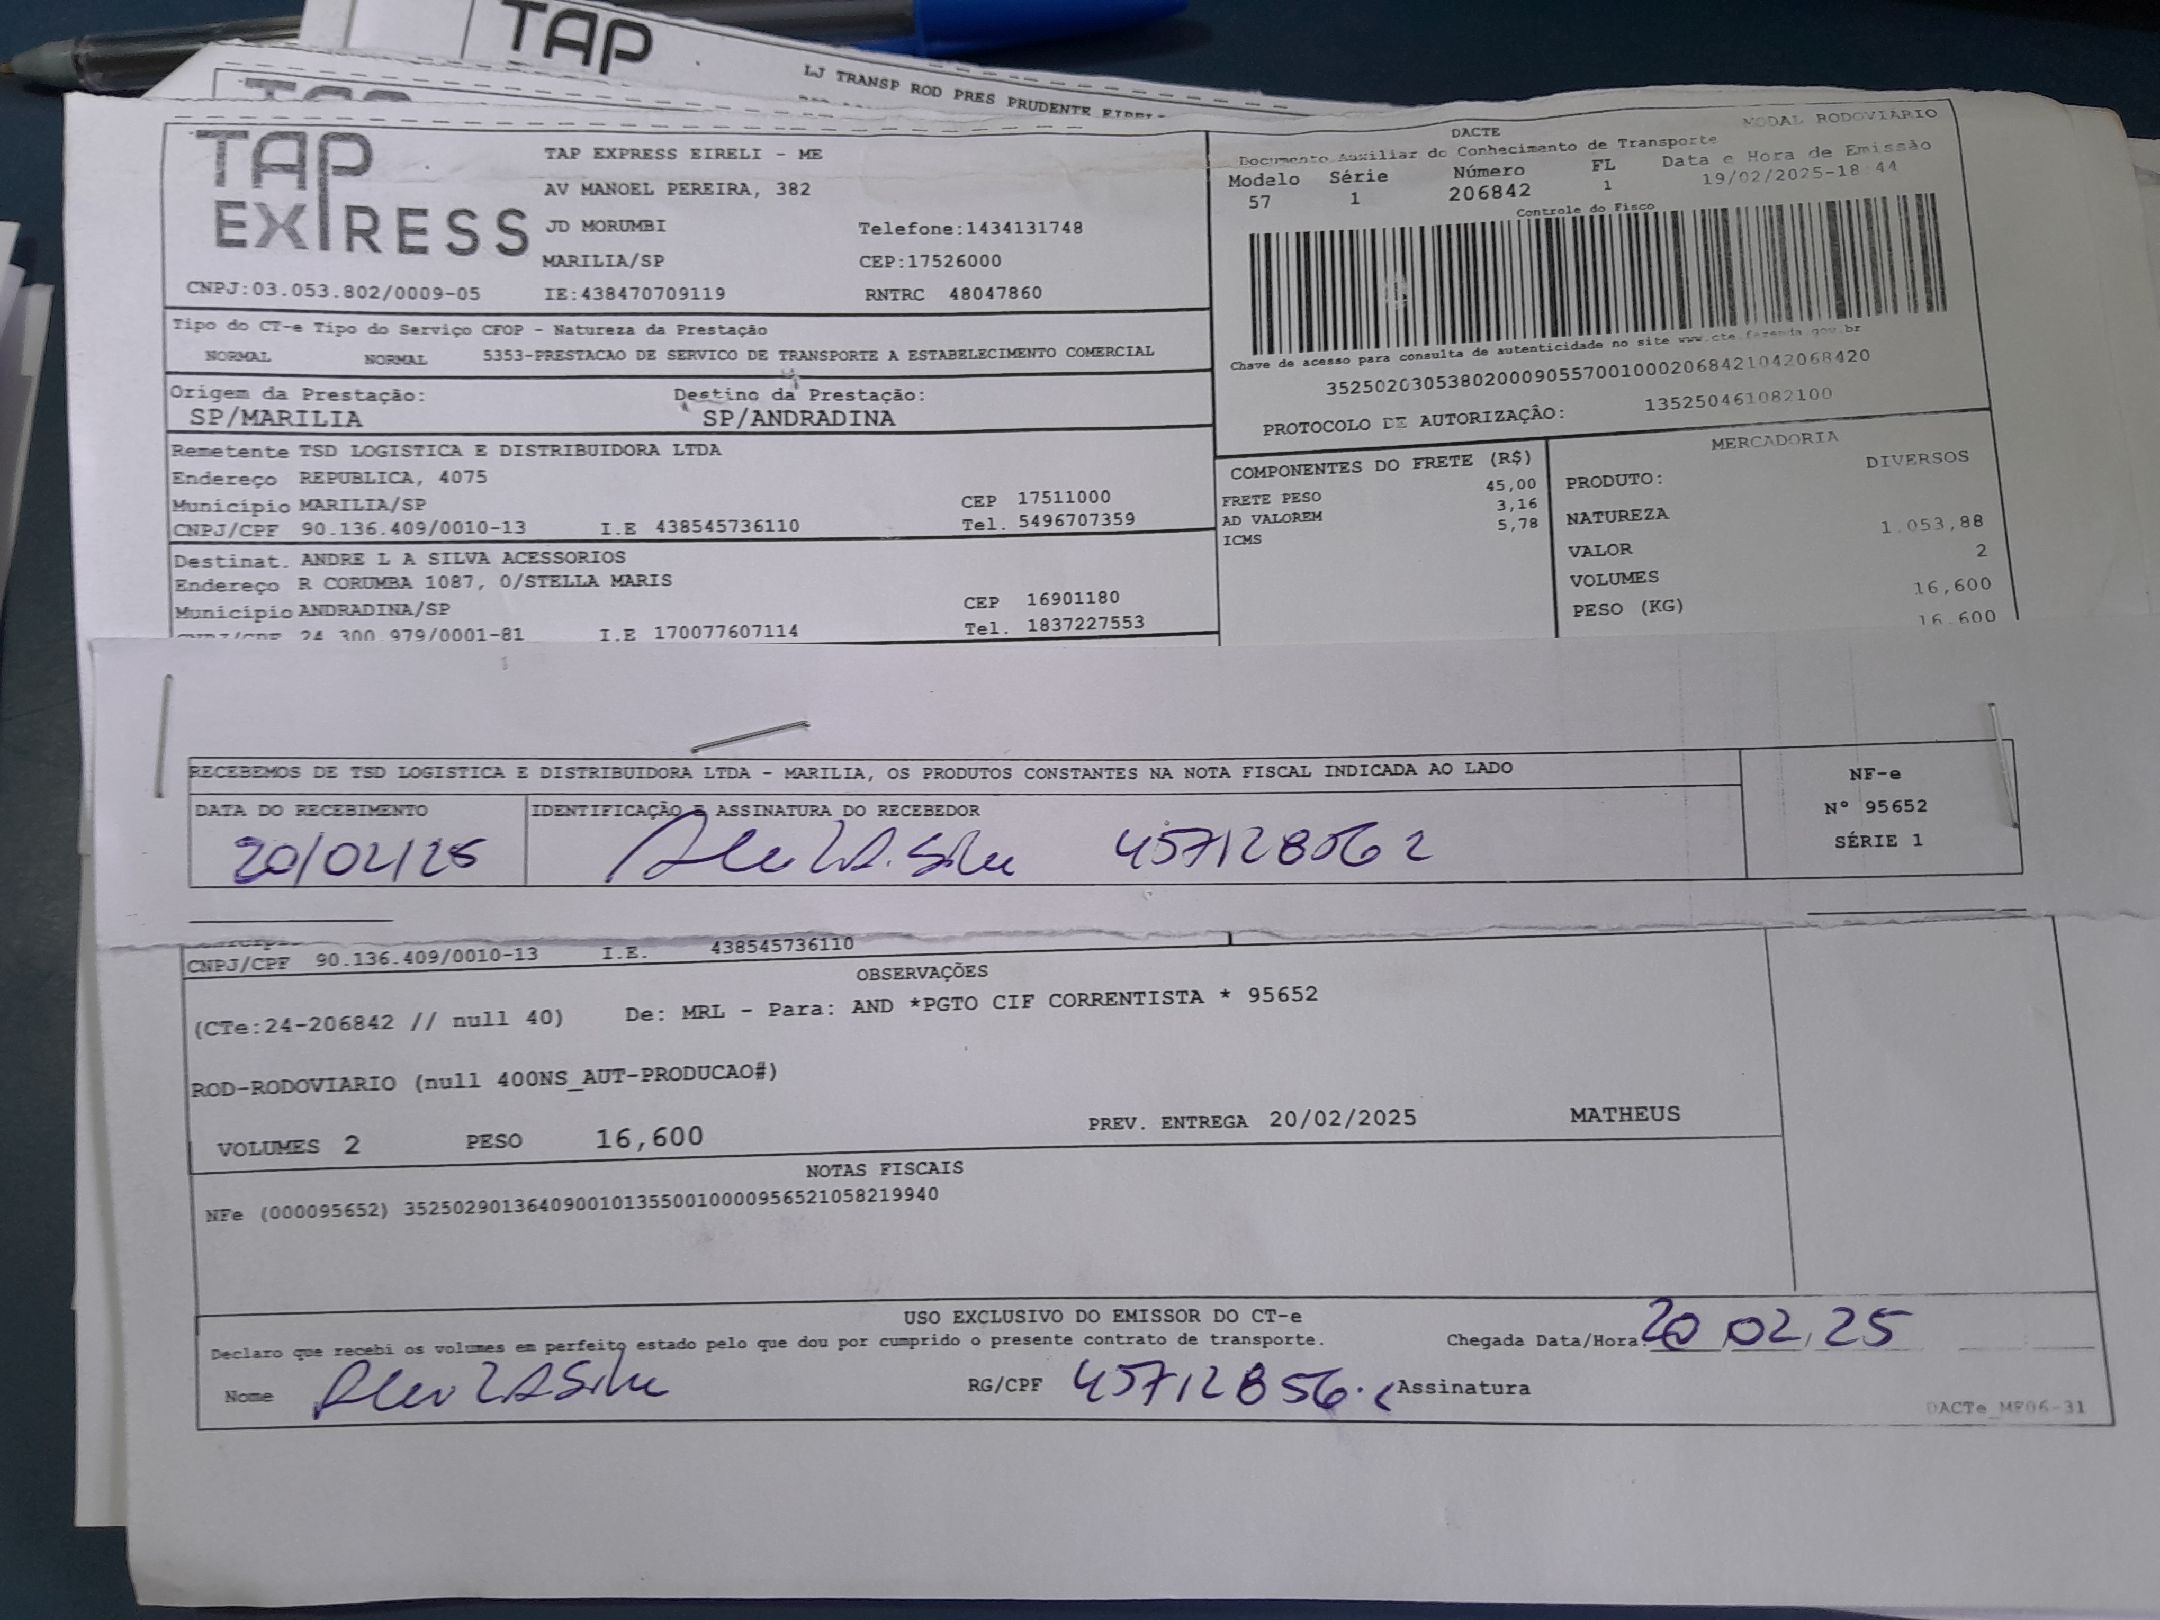 TAP
LJ TRANSP ROD PRES PRUDENTE EIRELI
TAP
EXPRESS
TAP EXPRESS EIRELI - ME
AV MANOEL PEREIRA, 382
JD MORUMBI
Telefone:1434131748
MARILIA/SP
CEP:17526000
CNPJ:03.053.802/0009-05
IE:438470709119
RNTRC 48047860
DACTE
MODAL RODOVIARIO
Documento Auxiliar do Conhecimento de Transporte
Modelo Série Número FL Data e Hora de Emissão
57 1 206842 1 19/02/2025-18:44
Controle do Fisco
Chave de acesso para consulta de autenticidade no site www.cte.fazenda.gov.br
35250203053802000905570010002068421042068420
PROTOCOLO DE AUTORIZAÇÃO: 135250461082100
Tipo do CT-e Tipo do Serviço CFOP - Natureza da Prestação
NORMAL NORMAL 5353-PRESTACAO DE SERVICO DE TRANSPORTE A ESTABELECIMENTO COMERCIAL
Origem da Prestação: Destino da Prestação:
SP/MARILIA SP/ANDRADINA
Remetente TSD LOGISTICA E DISTRIBUIDORA LTDA
Endereço REPUBLICA, 4075
Município MARILIA/SP CEP 17511000
CNPJ/CPF 90.136.409/0010-13 I.E 438545736110 Tel. 5496707359
Destinat. ANDRE L A SILVA ACESSORIOS
Endereço R CORUMBA 1087, 0/STELLA MARIS
Município ANDRADINA/SP CEP 16901180
CNPJ/CPF 24.300.979/0001-81 I.E 170077607114 Tel. 1837227553
COMPONENTES DO FRETE (R$)
FRETE PESO 45,00
AD VALOREM 3,16
ICMS 5,78
MERCADORIA
PRODUTO: DIVERSOS
NATUREZA
VALOR 1.053,88
VOLUMES 2
PESO (KG) 16,600
16,600
RECEBEMOS DE TSD LOGISTICA E DISTRIBUIDORA LTDA - MARILIA, OS PRODUTOS CONSTANTES NA NOTA FISCAL INDICADA AO LADO
DATA DO RECEBIMENTO
20/02/25
IDENTIFICAÇÃO E ASSINATURA DO RECEBEDOR
457128562
NF-e
N° 95652
SÉRIE 1
CNPJ/CPF 90.136.409/0010-13 I.E. 438545736110
OBSERVAÇÕES
(CTe:24-206842 // null 40) De: MRL - Para: AND *PGTO CIF CORRENTISTA * 95652
ROD-RODOVIARIO (null 400NS_AUT-PRODUCAO#)
VOLUMES 2 PESO 16,600 PREV. ENTREGA 20/02/2025 MATHEUS
NOTAS FISCAIS
NFe (000095652) 35250290136409001013550010000956521058219940
USO EXCLUSIVO DO EMISSOR DO CT-e
Declaro que recebi os volumes em perfeito estado pelo que dou por cumprido o presente contrato de transporte. Chegada Data/Hora: 20/02/25
Nome RG/CPF 45712856. Assinatura
DACTe_MF06-31